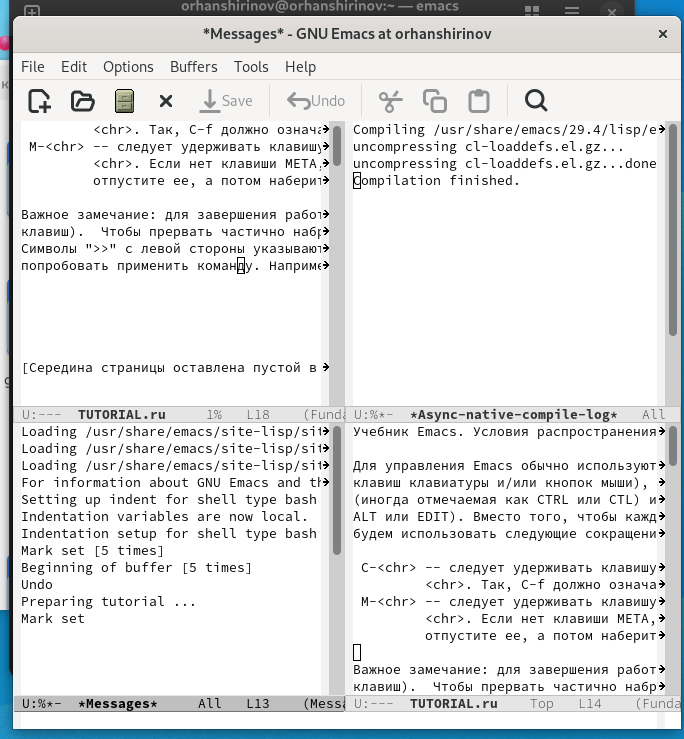 orhanshirinov@orhanshirinov:~ — emacs
*Messages* - GNU Emacs at orhanshirinov
File Edit Options Buffers Tools Help
Save Undo
<chr>. Так, C-f должно означа
M-<chr> -- следует удерживать клавишу
<chr>. Если нет клавиши META,
отпустите ее, а потом наберит
Важное замечание: для завершения работ
клавиш). Чтобы прервать частично набр
Символы ">>" с левой стороны указывают
попробовать применить команду. Наприме
[Середина страницы оставлена пустой в
U:--- TUTORIAL.ru 1% L18 (Funda
Compiling /usr/share/emacs/29.4/lisp/e
uncompressing cl-loaddefs.el.gz...
uncompressing cl-loaddefs.el.gz...done
Compilation finished.
U:%*- *Async-native-compile-log* All
Loading /usr/share/emacs/site-lisp/sit
Loading /usr/share/emacs/site-lisp/sit
Loading /usr/share/emacs/site-lisp/sit
For information about GNU Emacs and th
Setting up indent for shell type bash
Indentation variables are now local.
Indentation setup for shell type bash
Mark set [5 times]
Beginning of buffer [5 times]
Undo
Preparing tutorial ...
Mark set
U:%*- *Messages* All L13 (Messa
Учебник Emacs. Условия распространения
Для управления Emacs обычно используют
клавиш клавиатуры и/или кнопок мыши),
(иногда отмечаемая как CTRL или CTL) и
ALT или EDIT). Вместо того, чтобы кажд
будем использовать следующие сокращени
C-<chr> -- следует удерживать клавишу
<chr>. Так, C-f должно означа
M-<chr> -- следует удерживать клавишу
<chr>. Если нет клавиши META,
отпустите ее, а потом наберит
Важное замечание: для завершения работ
клавиш). Чтобы прервать частично набр
U:--- TUTORIAL.ru Top L14 (Funda